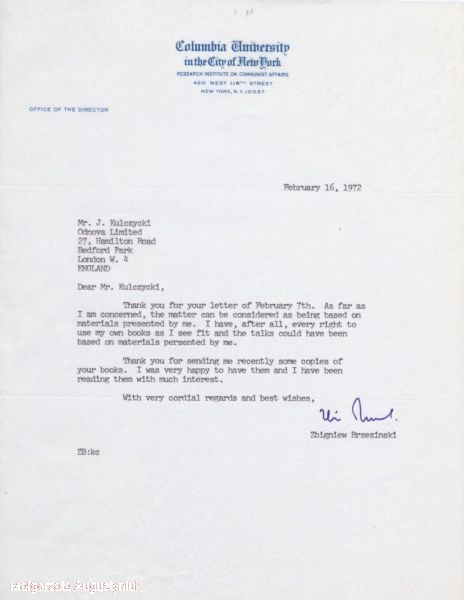 Columbia University
in the City of New York
RESEARCH INSTITUTE ON COMMUNIST AFFAIRS
420 WEST 118TH STREET
NEW YORK, N.Y. 10027
OFFICE OF THE DIRECTOR
February 16, 1972
Mr. J. Kulczycki
Odnova Limited
27, Hamilton Road
Bedford Park
London W. 4
ENGLAND
Dear Mr. Kulczycki,
Thank you for your letter of February 7th. As far as
I am concerned, the matter can be considered as being based on
materials presented by me. I have, after all, every right to
use my own books as I see fit and the talks could have been
based on materials persented by me.
Thank you for sending me recently some copies of
your books. I was very happy to have them and I have been
reading them with much interest.
With very cordial regards and best wishes,
Zbigniew Brzezinski
ZB:kc